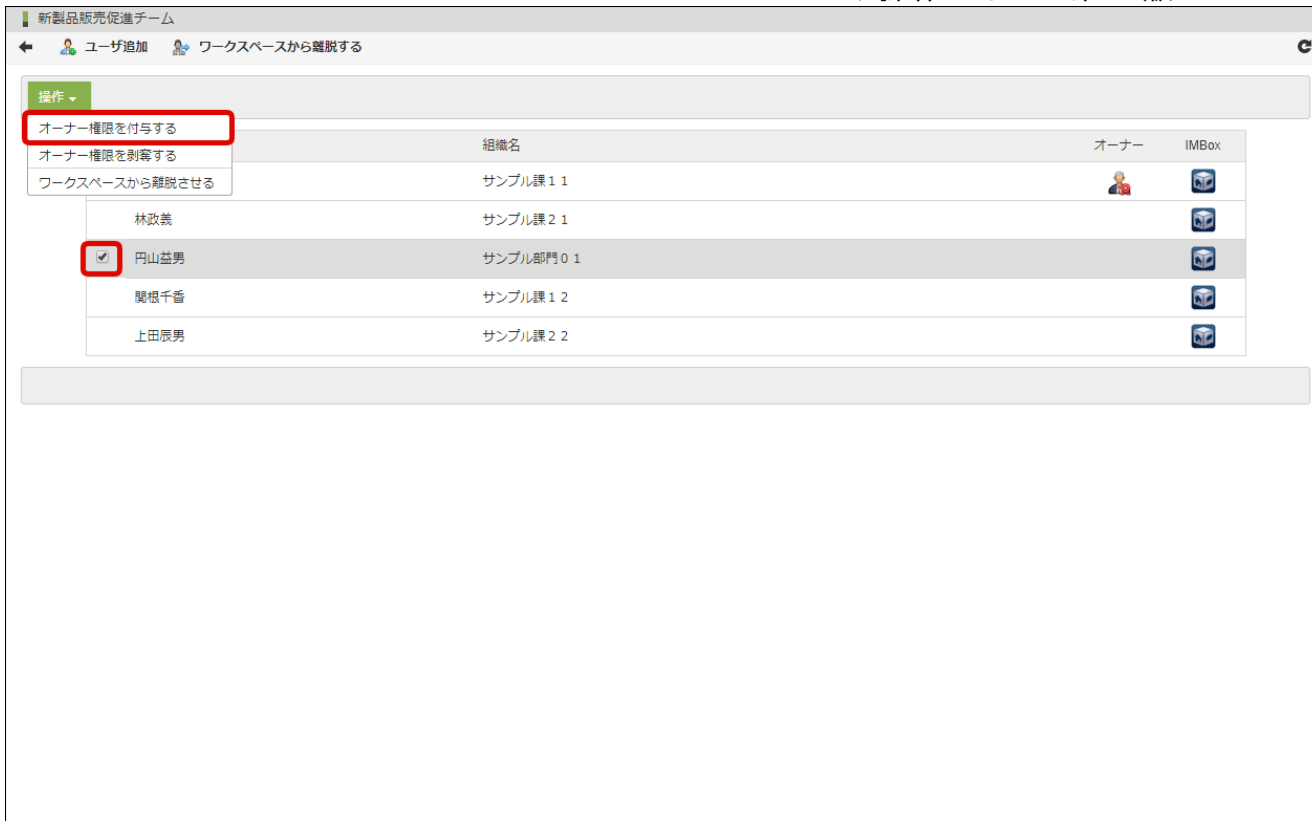 新製品販売促進チーム
ユーザ追加 ワークスペースから離脱する
操作
オーナー権限を付与する
オーナー権限を剥奪する
ワークスペースから離脱させる
組織名 オーナー IMBox
サンプル課１１
林政義 サンプル課２１
円山益男 サンプル部門０１
関根千香 サンプル課１２
上田辰男 サンプル課２２